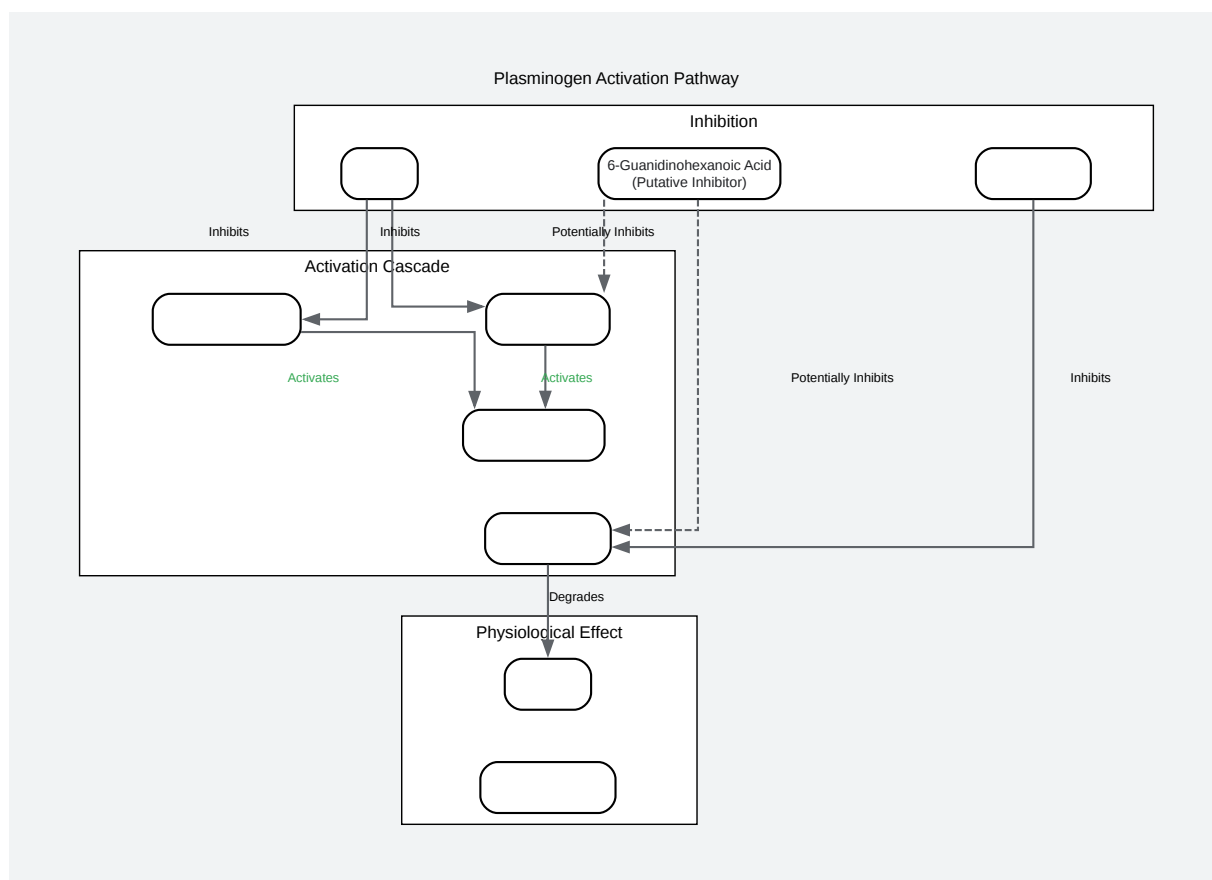 Plasminogen Activation Pathway
Inhibition
6-Guanidinohexanoic Acid
(Putative Inhibitor)
Inhibits
Inhibits
Potentially Inhibits
Activation Cascade
Activates
Activates
Potentially Inhibits
Inhibits
Degrades
Physiological Effect